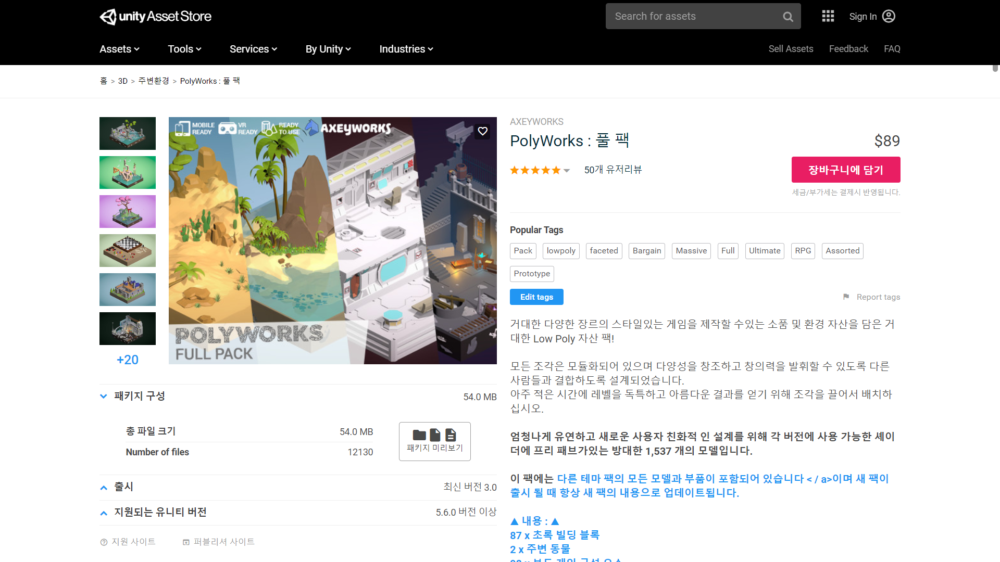 unity Asset Store
Search for assets
Sign In
Assets
Tools
Services
By Unity
Industries
Sell Assets
Feedback
FAQ
홈 > 3D > 주변환경 > PolyWorks : 풀 팩
MOBILE READY
VR READY
READY TO USE
AXEYWORKS
POLYWORKS
FULL PACK
+20
패키지 구성
54.0 MB
총 파일 크기
54.0 MB
Number of files
12130
패키지 미리보기
출시
최신 버전 3.0
지원되는 유니티 버전
5.6.0 버전 이상
지원 사이트
퍼블리셔 사이트
AXEYWORKS
PolyWorks : 풀 팩
$89
50개 유저리뷰
장바구니에 담기
세금/부가세는 결제시 반영됩니다.
Popular Tags
Pack
lowpoly
faceted
Bargain
Massive
Full
Ultimate
RPG
Assorted
Prototype
Edit tags
Report tags
거대한 다양한 장르의 스타일있는 게임을 제작할 수있는 소품 및 환경 자산을 담은 거
대한 Low Poly 자산 팩!
모든 조각은 모듈화되어 있으며 다양성을 창조하고 창의력을 발휘할 수 있도록 다른
사람들과 결합하도록 설계되었습니다.
아주 적은 시간에 레벨을 독특하고 아름다운 결과를 얻기 위해 조각을 끌어서 배치하
십시오.
엄청나게 유연하고 새로운 사용자 친화적 인 설계를 위해 각 버전에 사용 가능한 셰이
더에 프리 패브가있는 방대한 1,537 개의 모델입니다.
이 팩에는 다른 테마 팩의 모든 모델과 부품이 포함되어 있습니다 < / a>이며 새 팩이
출시 될 때 항상 새 팩의 내용으로 업데이트됩니다.
▲ 내용 : ▲
87 x 초록 빌딩 블록
2 x 주변 동물